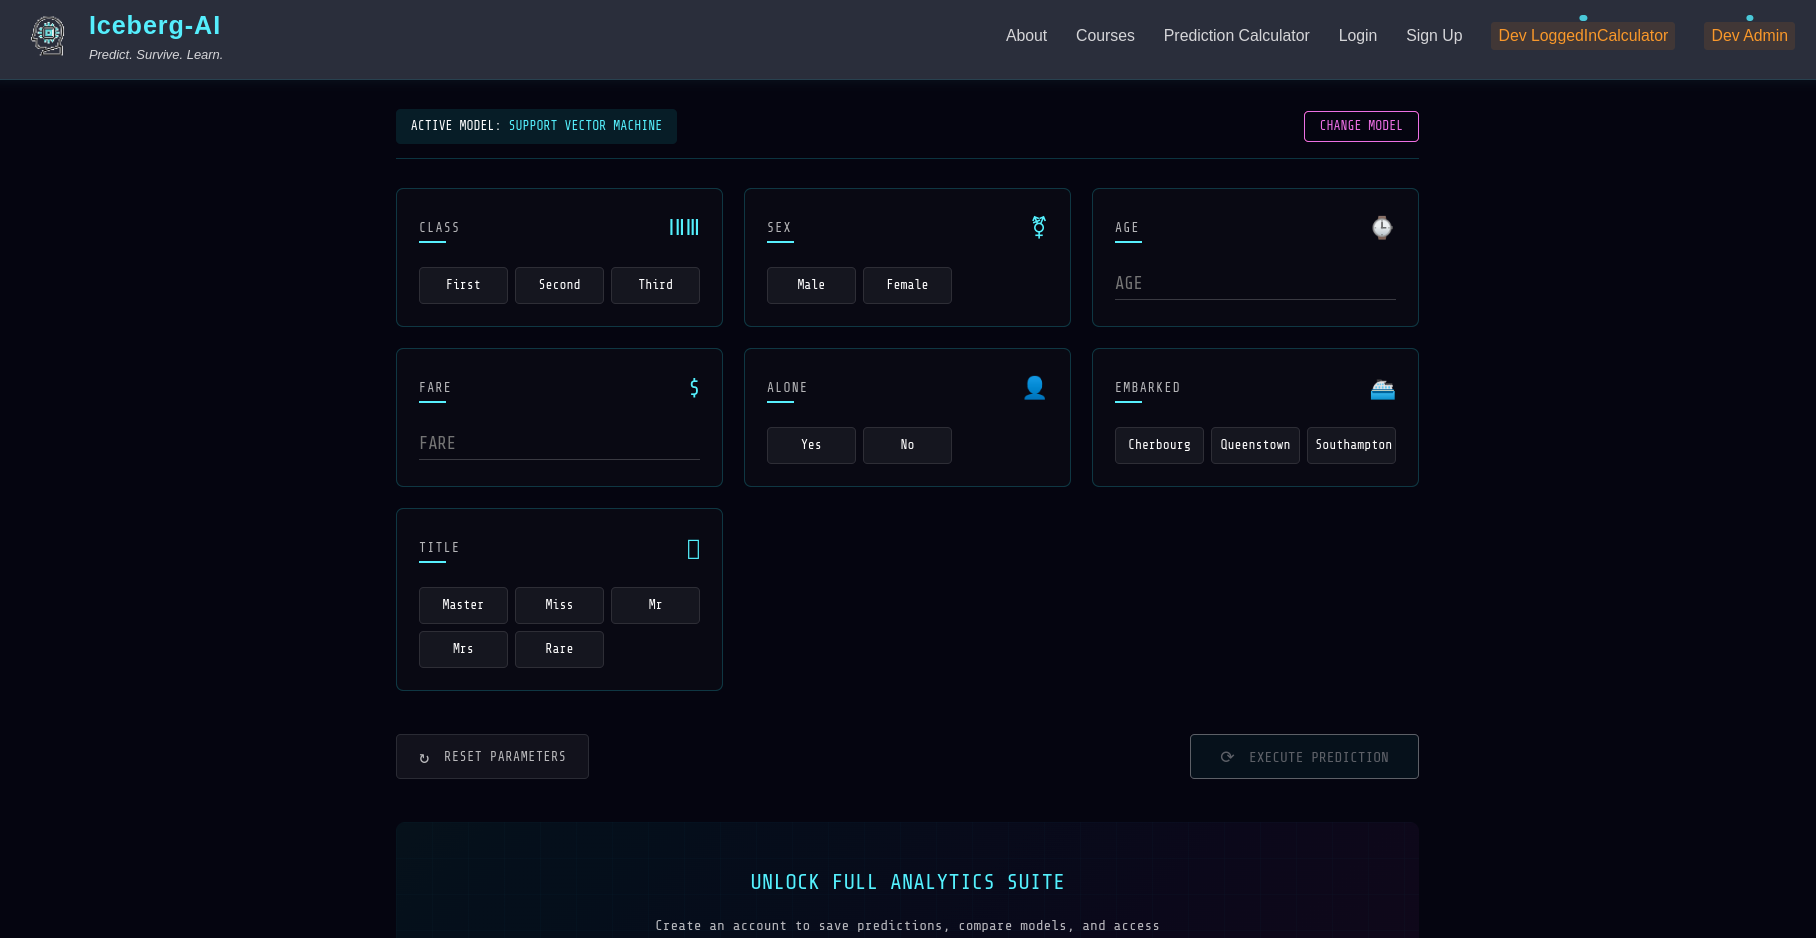 Iceberg-AI
Predict. Survive. Learn.
About Courses Prediction Calculator Login Sign Up Dev LoggedInCalculator Dev Admin
ACTIVE MODEL: SUPPORT VECTOR MACHINE
CHANGE MODEL
CLASS
First Second Third
SEX
Male Female
AGE
AGE
FARE $
FARE
ALONE
Yes No
EMBARKED
Cherbourg Queenstown Southampton
TITLE
Master Miss Mr
Mrs Rare
↻ RESET PARAMETERS
⟳ EXECUTE PREDICTION
UNLOCK FULL ANALYTICS SUITE
Create an account to save predictions, compare models, and access